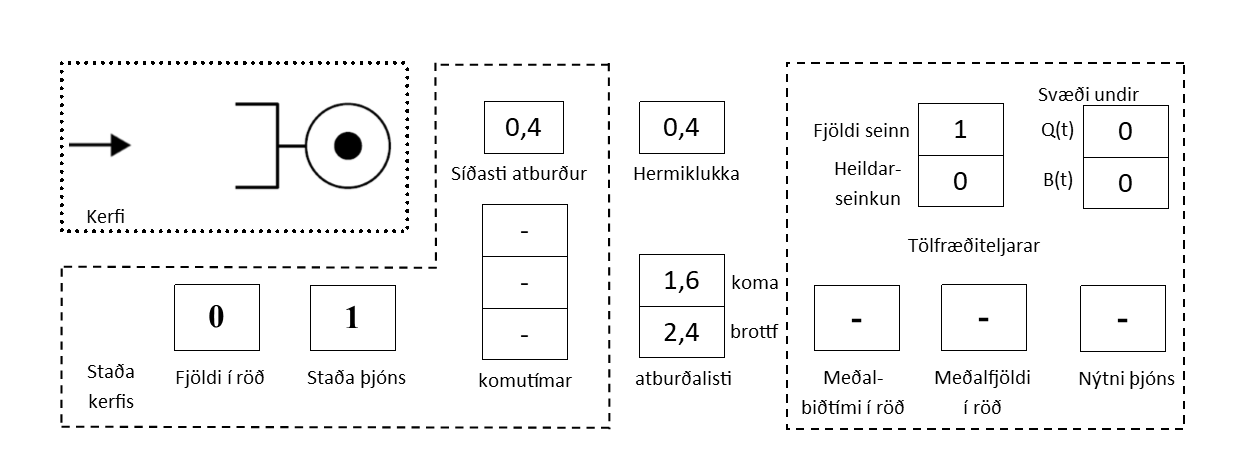 Kerfi
0
Fjöldi í röð
1
Staða þjóns
Staða
kerfis
0,4
Síðasti atburður
-
-
-
komutímar
0,4
Hermiklukka
1,6 koma
2,4 brottf
atburðalisti
Fjöldi seinn 1
Heildar-
seinkun
0
Svæði undir
Q(t) 0
B(t) 0
Tölfræðiteljarar
-
Meðal-
biðtími í röð
-
Meðalfjöldi
í röð
-
Nýtni þjóns